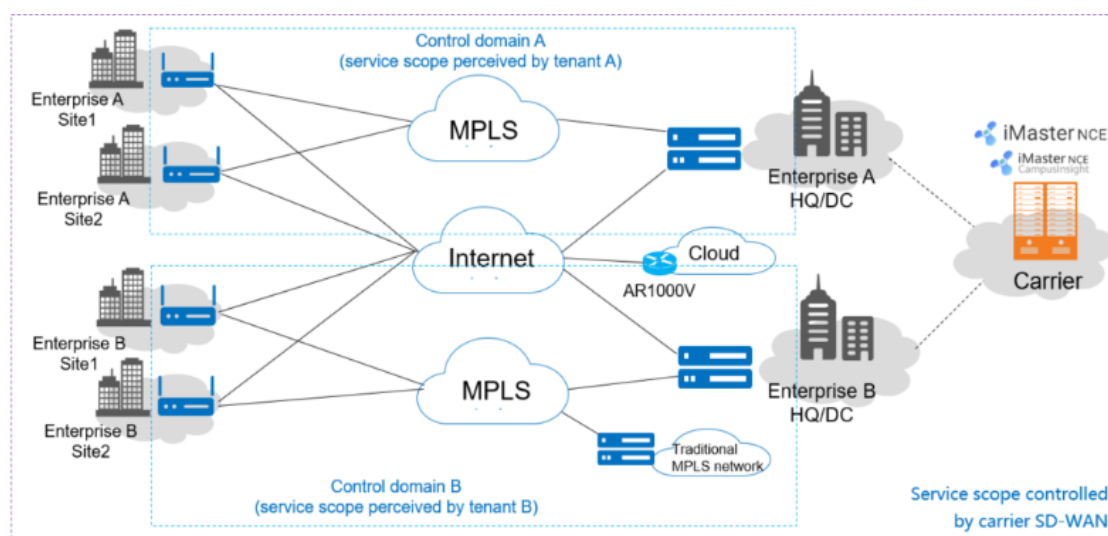 Control domain A
(service scope perceived by tenant A)
Enterprise A
Site1
MPLS
iMaster NCE
iMaster NCE
CampusInsight
Enterprise A
HQ/DC
Enterprise A
Site2
Internet
Cloud
Carrier
AR1000V
Enterprise B
Site1
MPLS
Enterprise B
HQ/DC
Enterprise B
Site2
Traditional
MPLS network
Control domain B
(service scope perceived by tenant B)
Service scope controlled
by carrier SD-WAN